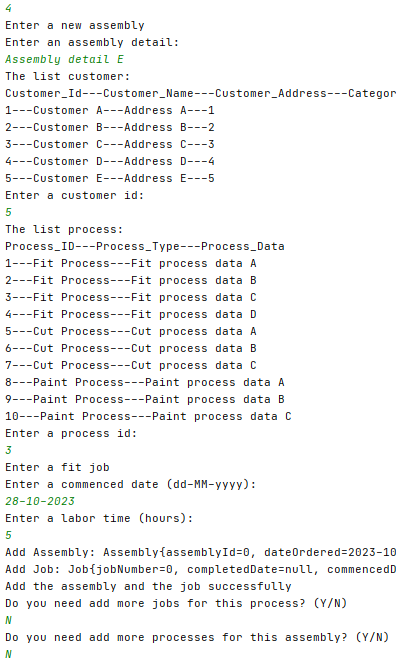 4
Enter a new assembly
Enter an assembly detail:
Assembly detail E
The list customer:
Customer_Id---Customer_Name---Customer_Address---Categor
1---Customer A---Address A---1
2---Customer B---Address B---2
3---Customer C---Address C---3
4---Customer D---Address D---4
5---Customer E---Address E---5
Enter a customer id:
5
The list process:
Process_ID---Process_Type---Process_Data
1---Fit Process---Fit process data A
2---Fit Process---Fit process data B
3---Fit Process---Fit process data C
4---Fit Process---Fit process data D
5---Cut Process---Cut process data A
6---Cut Process---Cut process data B
7---Cut Process---Cut process data C
8---Paint Process---Paint process data A
9---Paint Process---Paint process data B
10---Paint Process---Paint process data C
Enter a process id:
3
Enter a fit job
Enter a commenced date (dd-MM-yyyy):
28-10-2023
Enter a labor time (hours):
5
Add Assembly: Assembly{assemblyId=0, dateOrdered=2023-10
Add Job: Job{jobNumber=0, completedDate=null, commencedD
Add the assembly and the job successfully
Do you need add more jobs for this process? (Y/N)
N
Do you need add more processes for this assembly? (Y/N)
N